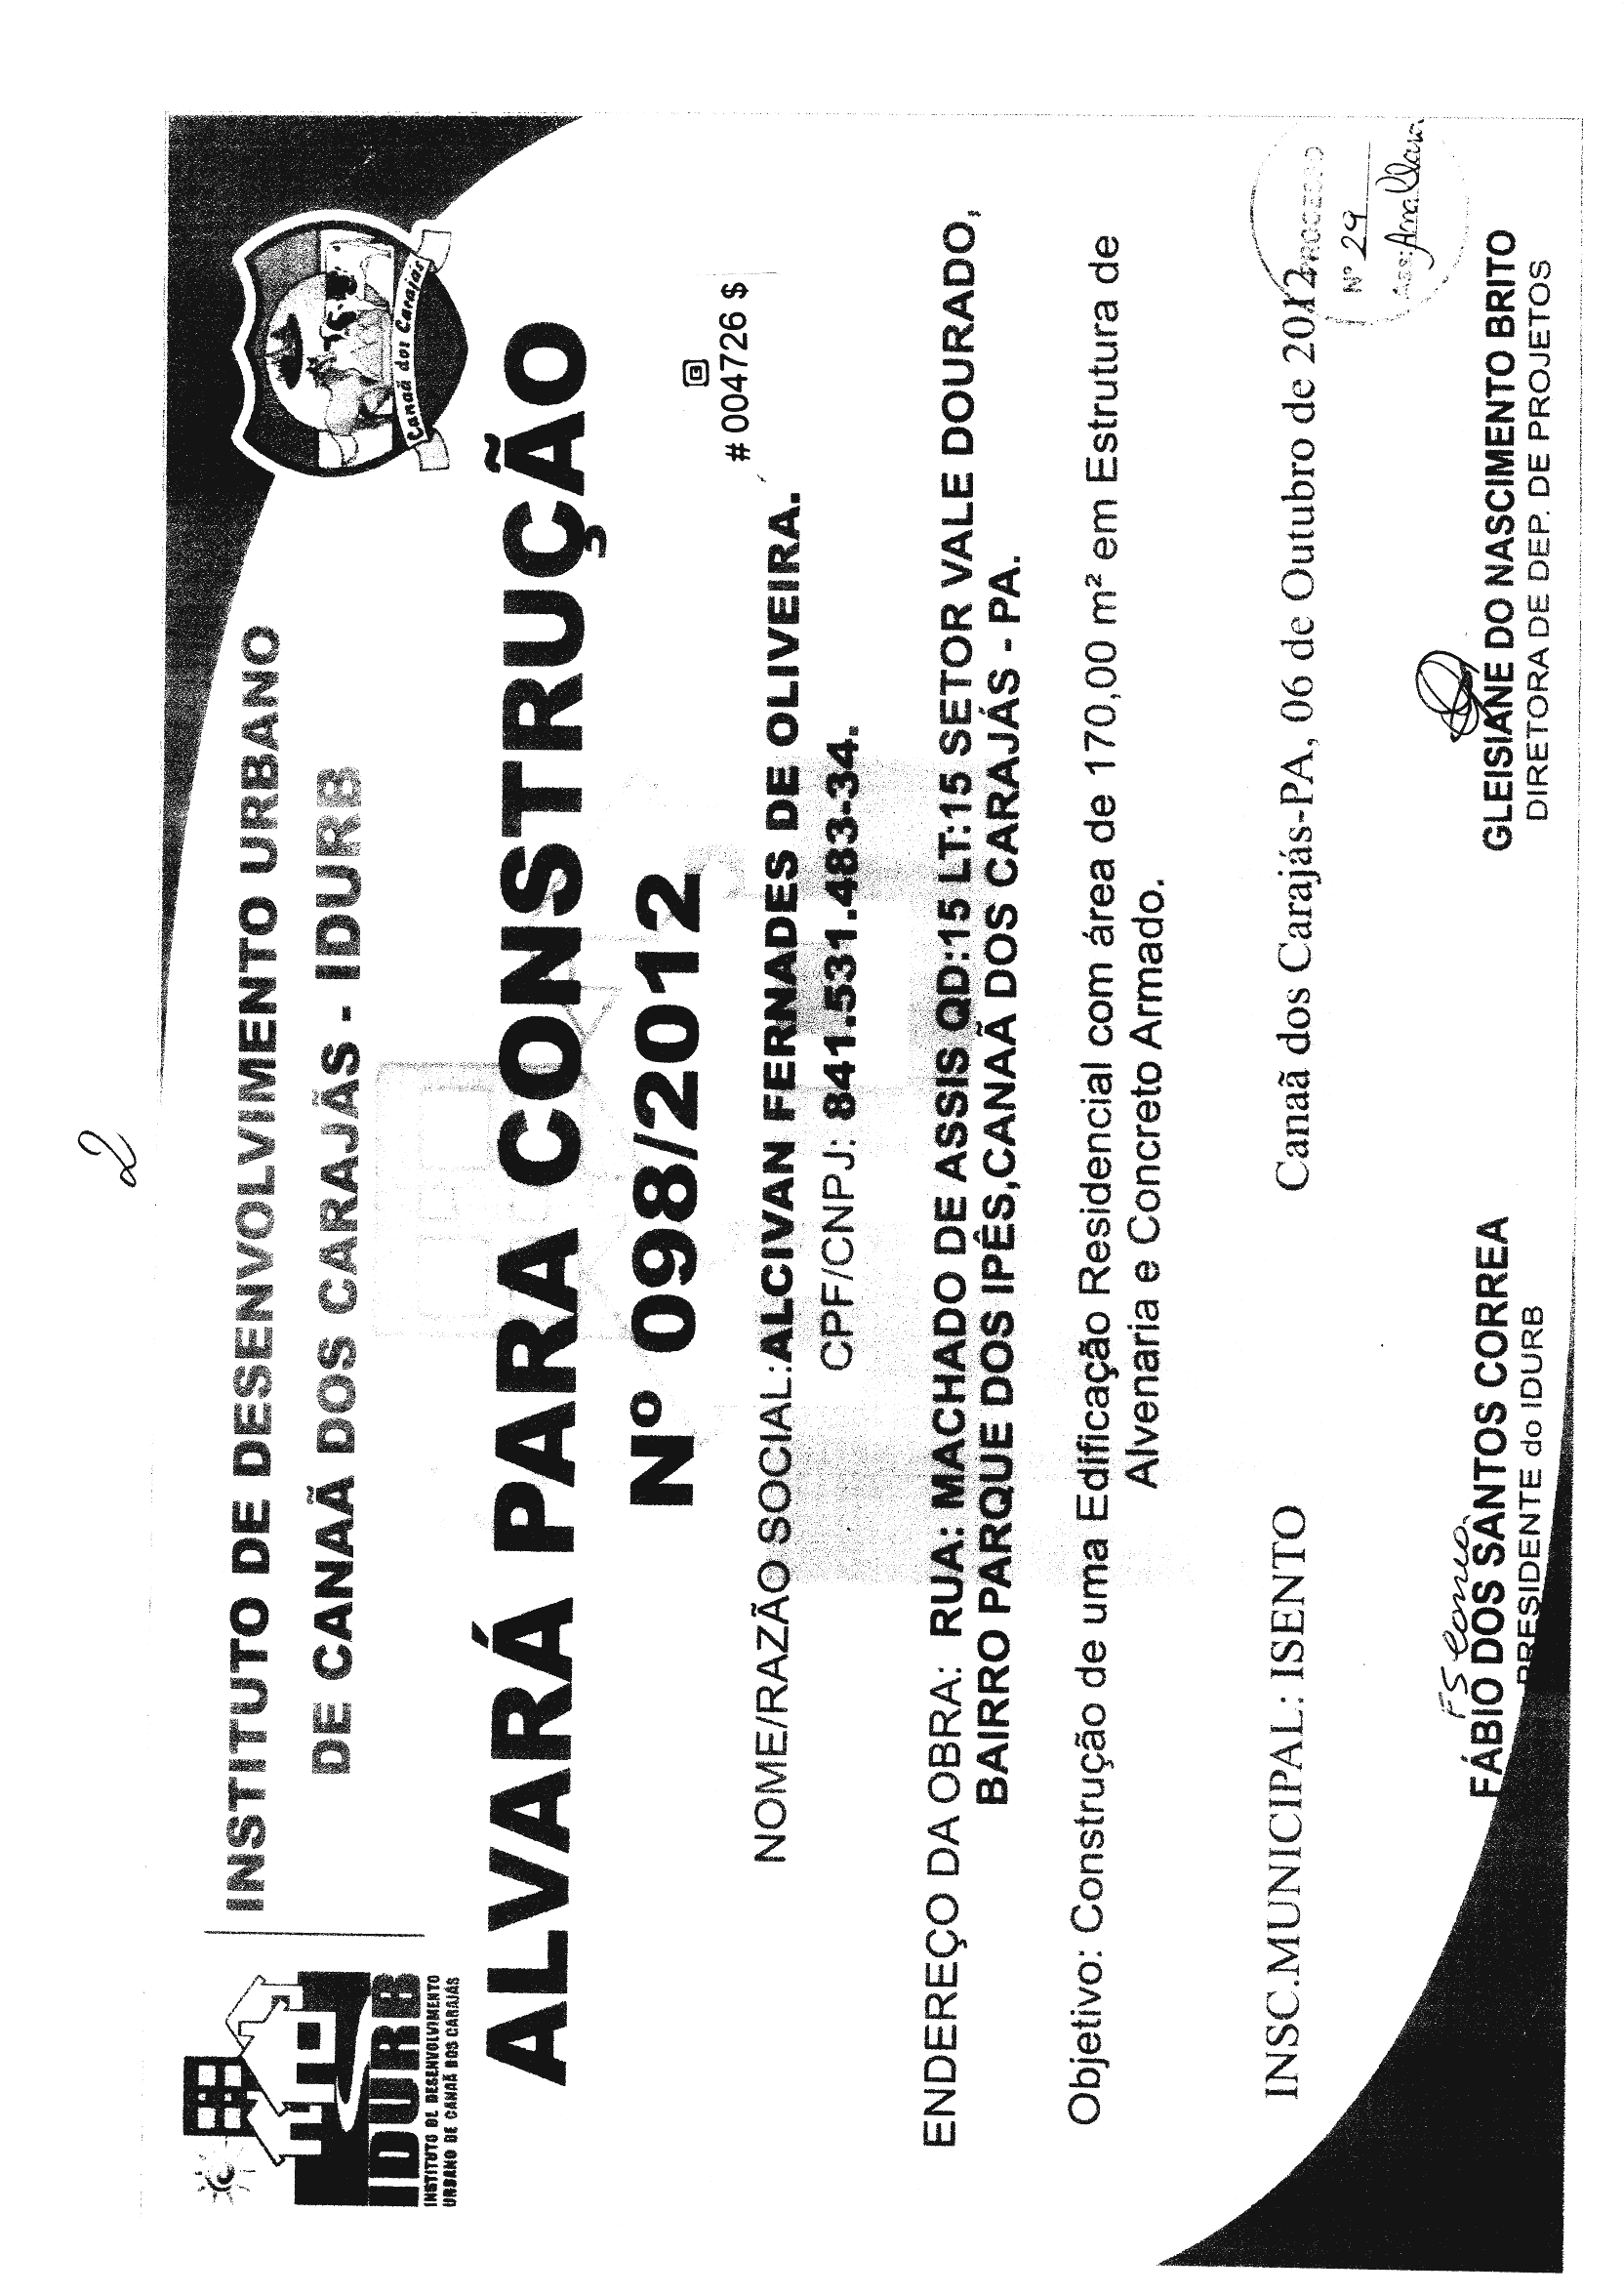 2
IDURB
INSTITUTO DE DESENVOLVIMENTO
URBANO DE CANAÃ DOS CARAJÁS
INSTITUTO DE DESENVOLVIMENTO URBANO
DE CANAÃ DOS CARAJÃS - IDURB
Canaã dos Carajás
ALVARÁ PARA CONSTRUÇÃO
Nº 098/2012
# 004726 $
NOME/RAZÃO SOCIAL:ALCIVAN FERNADES DE OLIVEIRA.
CPF/CNPJ: 841.531.483-34.
ENDEREÇO DA OBRA: RUA: MACHADO DE ASSIS QD:15 LT:15 SETOR VALE DOURADO,
BAIRRO PARQUE DOS IPÊS,CANAÃ DOS CARAJÁS - PA.
Objetivo: Construção de uma Edificação Residencial com área de 170,00 m² em Estrutura de
Alvenaria e Concreto Armado.
INSC.MUNICIPAL: ISENTO
Canaã dos Carajás-PA, 06 de Outubro de 2012
PROCESSO
Nº 29
Ass: Ana Clara
FS Correa
FÁBIO DOS SANTOS CORREA
PRESIDENTE do IDURB
GLEISIANE DO NASCIMENTO BRITO
DIRETORA DE DEP. DE PROJETOS